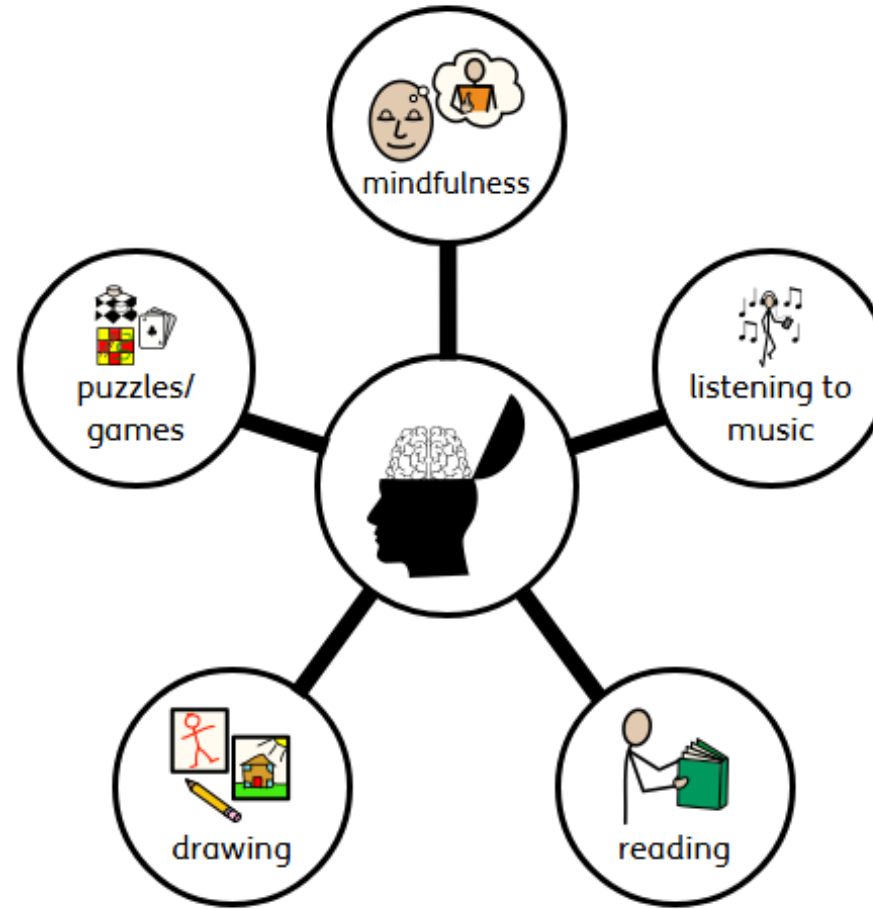 mindfulness
puzzles/
games
listening to
music
drawing
reading